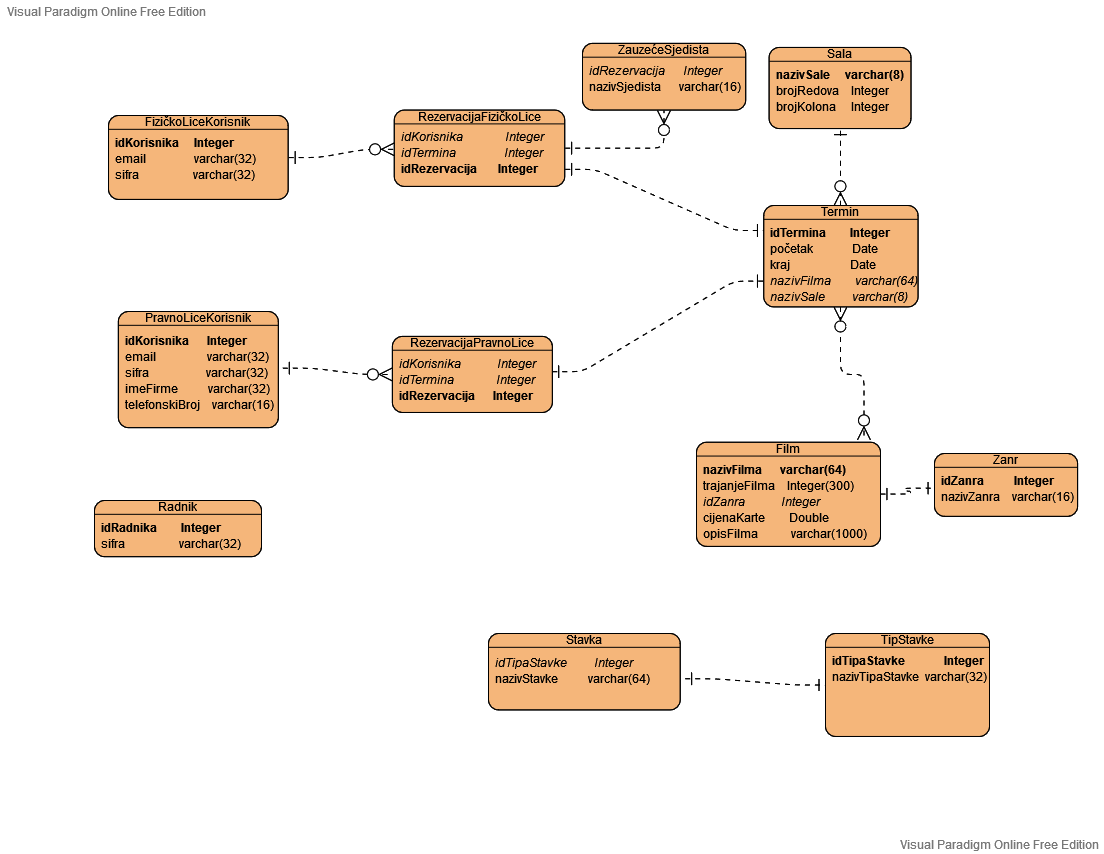 Visual Paradigm Online Free Edition
ZauzećeSjedista
idRezervacija Integer
nazivSjedista varchar(16)
Sala
nazivSale varchar(8)
brojRedova Integer
brojKolona Integer
FizičkoLiceKorisnik
idKorisnika Integer
email varchar(32)
sifra varchar(32)
RezervacijaFizičkoLice
idKorisnika Integer
idTermina Integer
idRezervacija Integer
Termin
idTermina Integer
početak Date
kraj Date
nazivFilma varchar(64)
nazivSale varchar(8)
PravnoLiceKorisnik
idKorisnika Integer
email varchar(32)
sifra varchar(32)
imeFirme varchar(32)
telefonskiBroj varchar(16)
RezervacijaPravnoLice
idKorisnika Integer
idTermina Integer
idRezervacija Integer
Film
nazivFilma varchar(64)
trajanjeFilma Integer(300)
idZanra Integer
cijenaKarte Double
opisFilma varchar(1000)
Zanr
idZanra Integer
nazivZanra varchar(16)
Radnik
idRadnika Integer
sifra varchar(32)
Stavka
idTipaStavke Integer
nazivStavke varchar(64)
TipStavke
idTipaStavke Integer
nazivTipaStavke varchar(32)
Visual Paradigm Online Free Edition